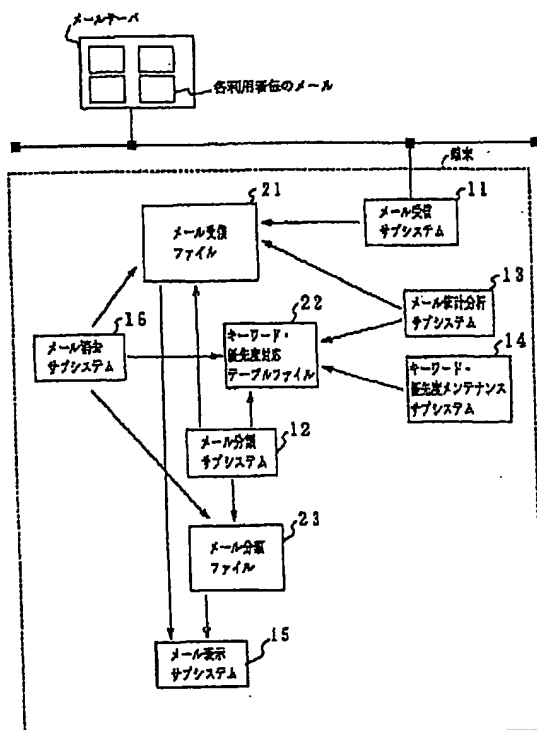 メールサーバ
各利用者伝のメール
端末
21
メール受信
ファイル
11
メール受信
サブシステム
13
メール統計分析
サブシステム
22
キーワード・
優先度対応
テーブルファイル
16
メール消去
サブシステム
14
キーワード・
優先度メンテナンス
サブシステム
12
メール分類
サブシステム
23
メール分類
ファイル
15
メール表示
サブシステム